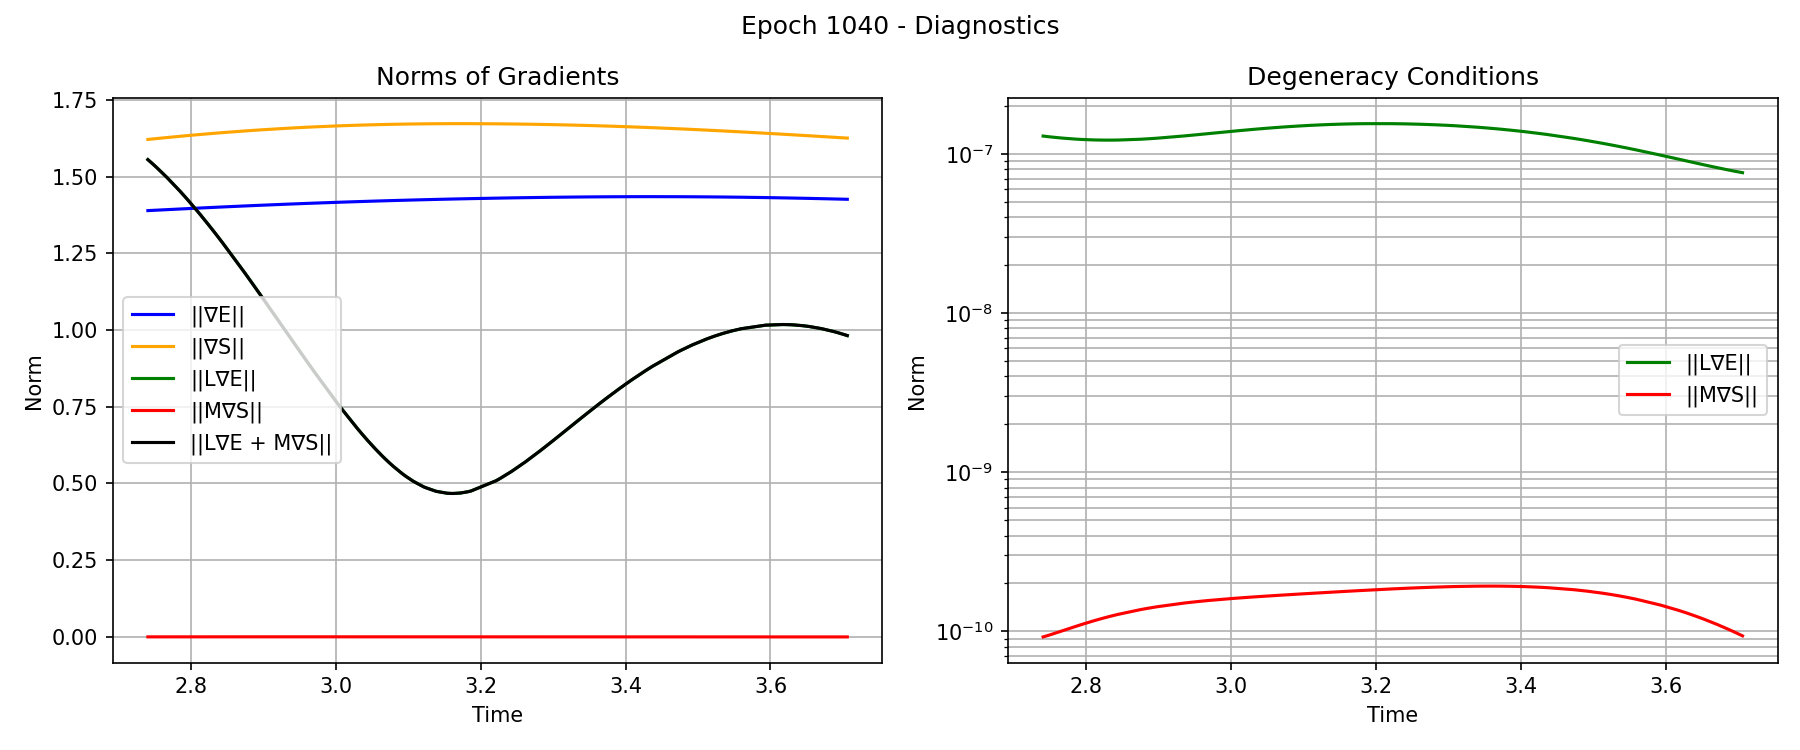 Epoch 1040 - Diagnostics
Norms of Gradients
1.75
1.50
1.25
1.00
0.75
0.50
0.25
0.00
Norm
||∇E||
||∇S||
||L∇E||
||M∇S||
||L∇E + M∇S||
2.8 3.0 3.2 3.4 3.6
Time
Degeneracy Conditions
10⁻⁷
10⁻⁸
10⁻⁹
10⁻¹⁰
Norm
||L∇E||
||M∇S||
2.8 3.0 3.2 3.4 3.6
Time